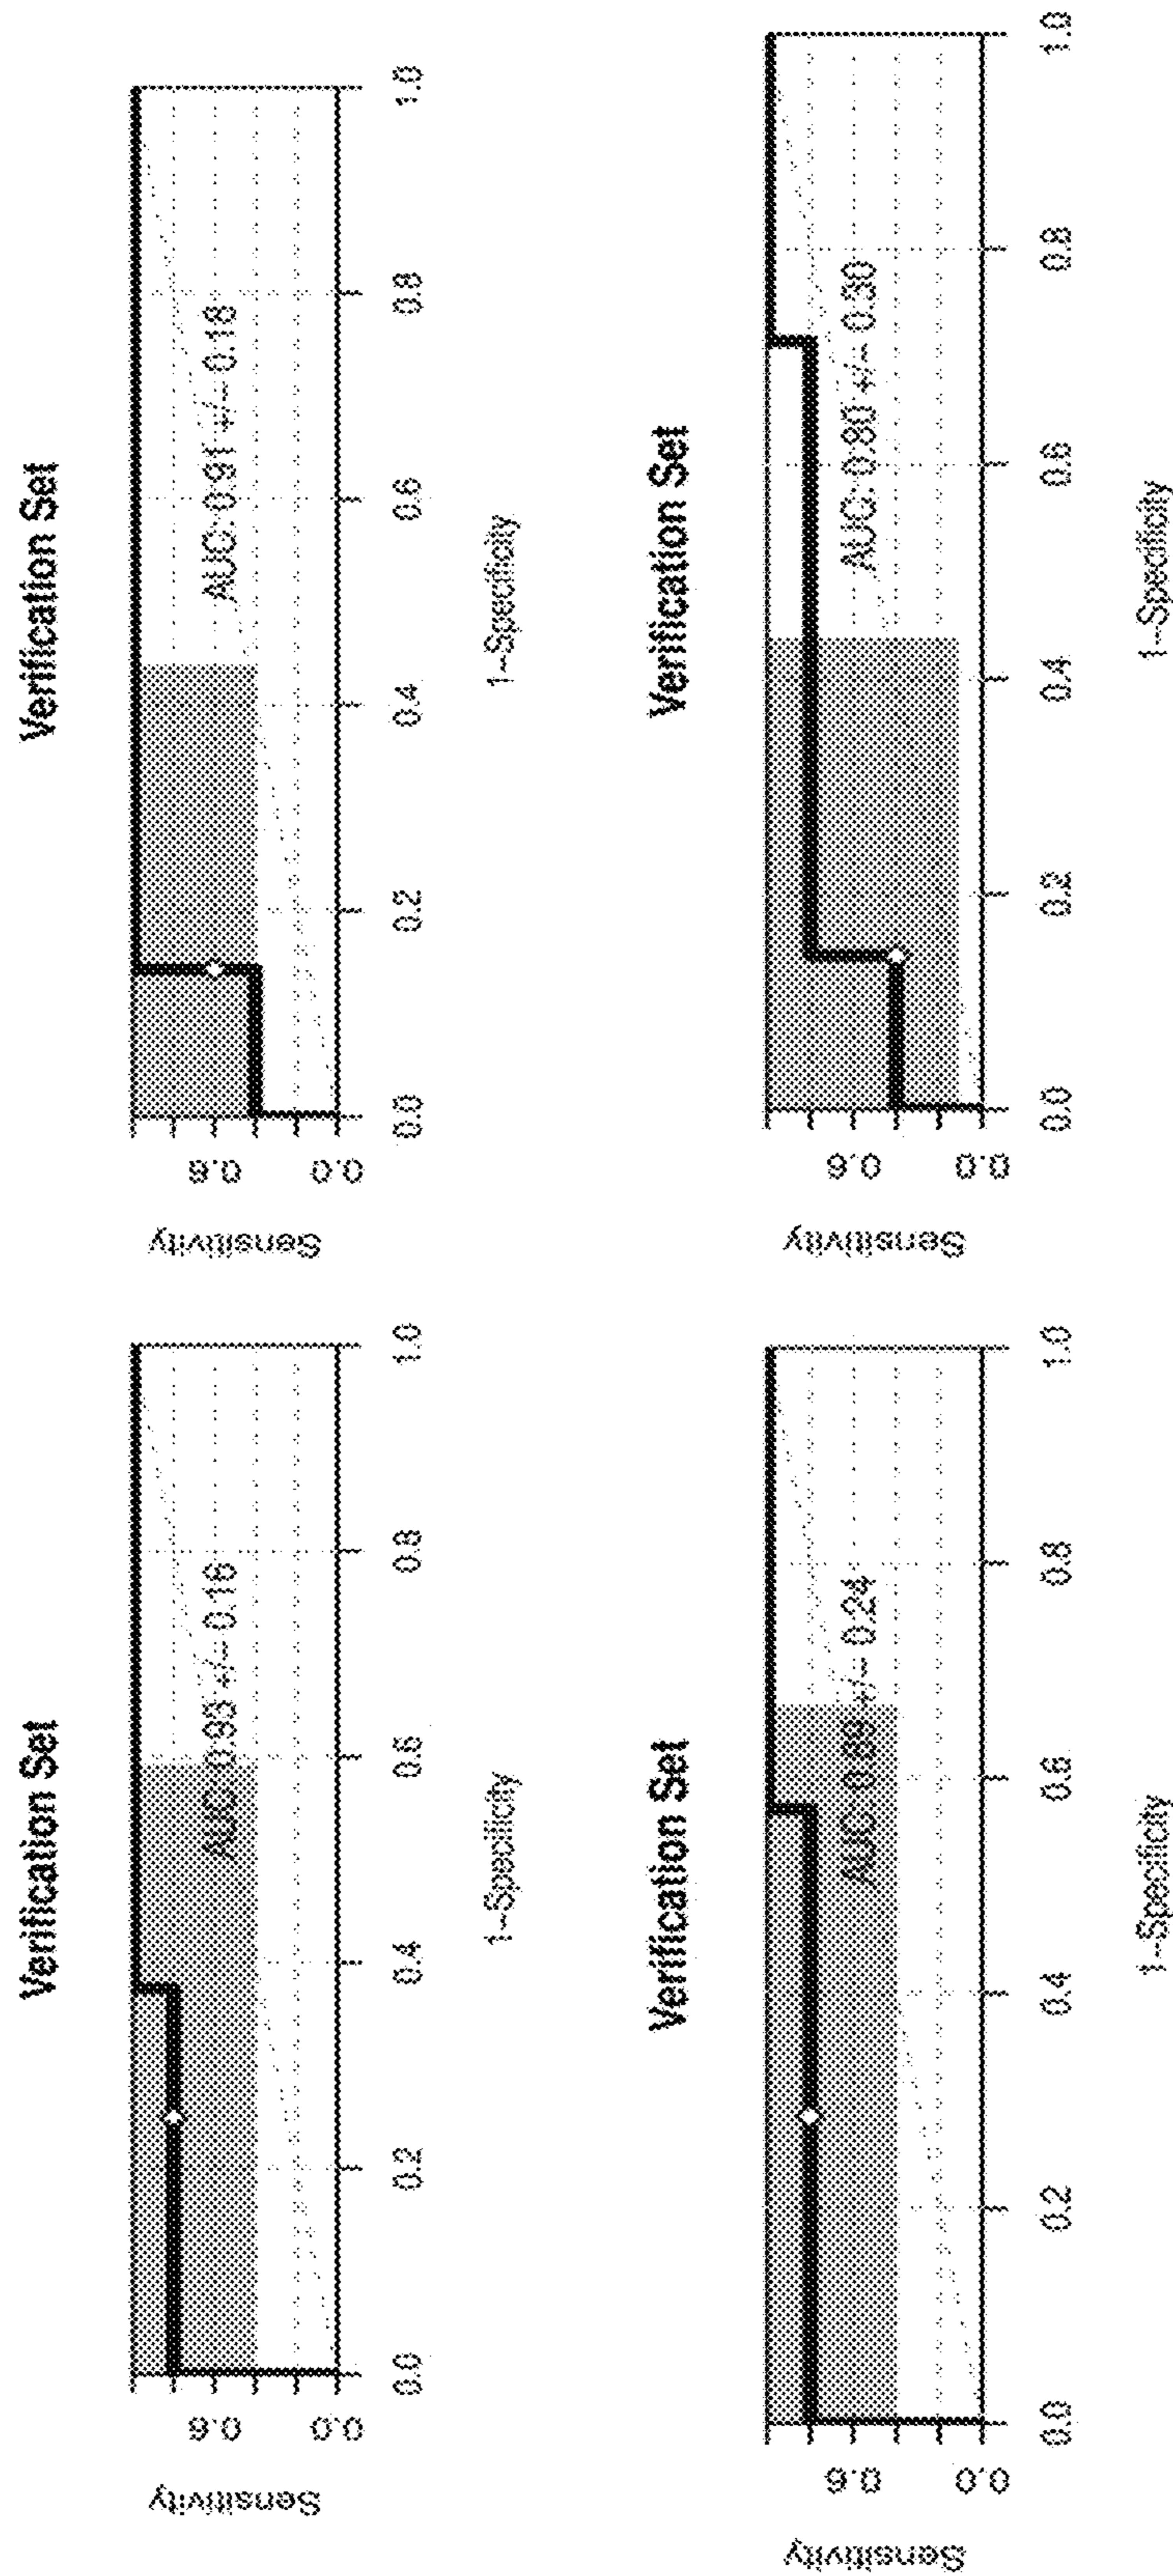 Verification Set
Sensitivity
0.6
0.0
AUC: 0.93 +/- 0.16
0.0 0.2 0.4 0.6 0.8 1.0
1-Specificity
Verification Set
Sensitivity
0.6
0.0
AUC: 0.91 +/- 0.18
0.0 0.2 0.4 0.6 0.8 1.0
1-Specificity
Verification Set
Sensitivity
0.6
0.0
AUC: 0.89 +/- 0.24
0.0 0.2 0.4 0.6 0.8 1.0
1-Specificity
Verification Set
Sensitivity
0.6
0.0
AUC: 0.80 +/- 0.30
0.0 0.2 0.4 0.6 0.8 1.0
1-Specificity